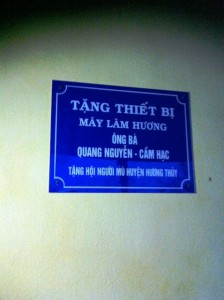 TẶNG THIẾT BỊ
MÁY LÀM HƯƠNG
ÔNG BÀ
QUANG NGUYÊN - CẨM HẠC
TẶNG HỘI NGƯỜI MÙ HUYỆN HƯƠNG THỦY